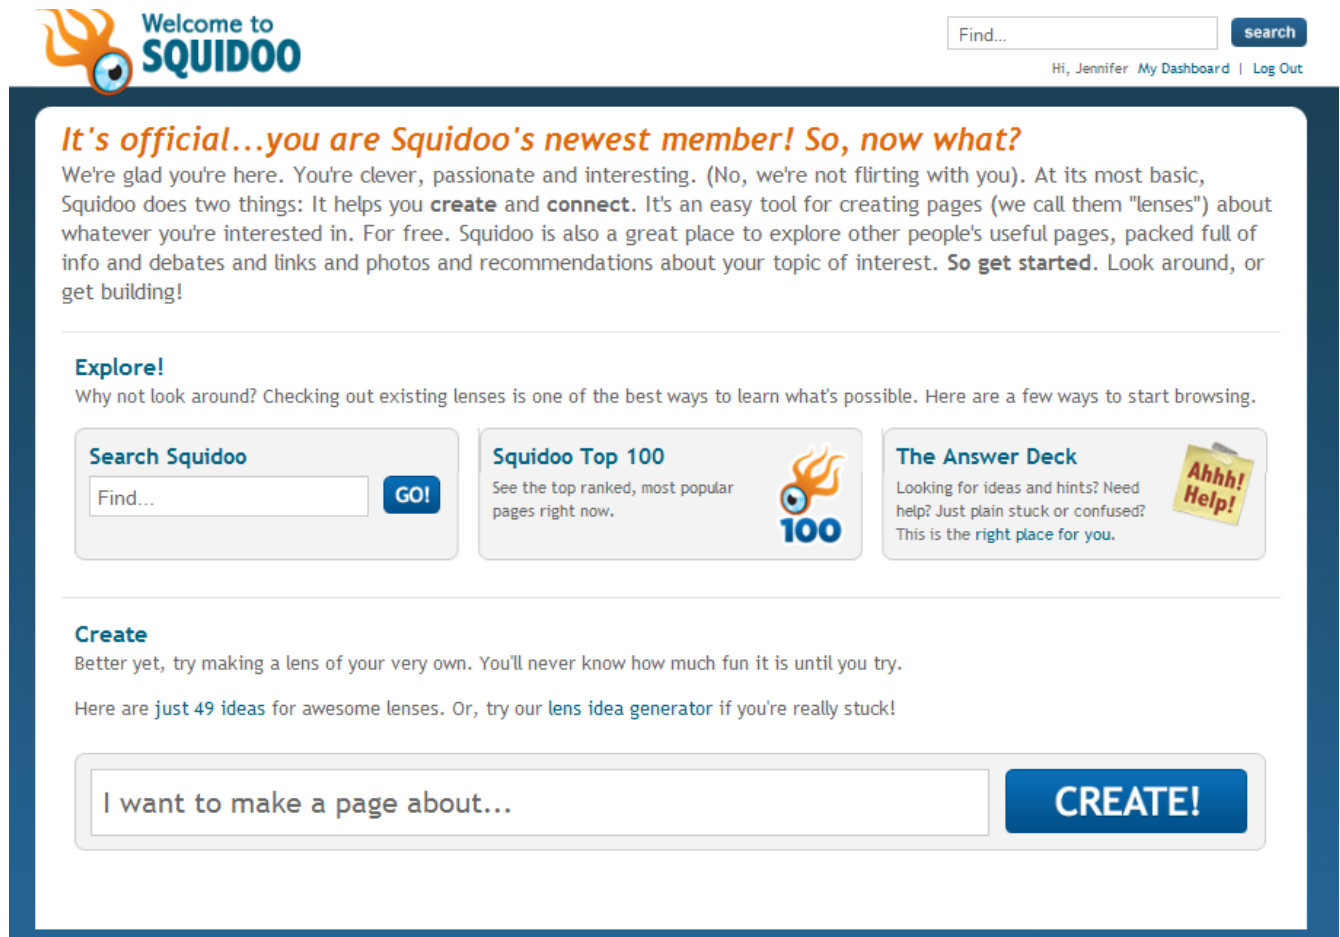 Welcome to
SQUIDOO
Find...
search
Hi, Jennifer My Dashboard | Log Out
It's official...you are Squidoo's newest member! So, now what?
We're glad you're here. You're clever, passionate and interesting. (No, we're not flirting with you). At its most basic,
Squidoo does two things: It helps you create and connect. It's an easy tool for creating pages (we call them "lenses") about
whatever you're interested in. For free. Squidoo is also a great place to explore other people's useful pages, packed full of
info and debates and links and photos and recommendations about your topic of interest. So get started. Look around, or
get building!
Explore!
Why not look around? Checking out existing lenses is one of the best ways to learn what's possible. Here are a few ways to start browsing.
Search Squidoo
Find...
GO!
Squidoo Top 100
See the top ranked, most popular
pages right now.
100
The Answer Deck
Looking for ideas and hints? Need
help? Just plain stuck or confused?
This is the right place for you.
Ahhh!
Help!
Create
Better yet, try making a lens of your very own. You'll never know how much fun it is until you try.
Here are just 49 ideas for awesome lenses. Or, try our lens idea generator if you're really stuck!
I want to make a page about...
CREATE!